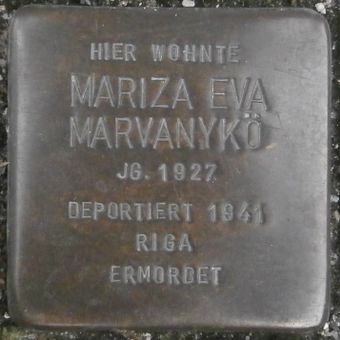 HIER WOHNTE
MARIZA EVA
MARVANYKÖ
JG. 1927
DEPORTIERT 1941
RIGA
ERMORDET